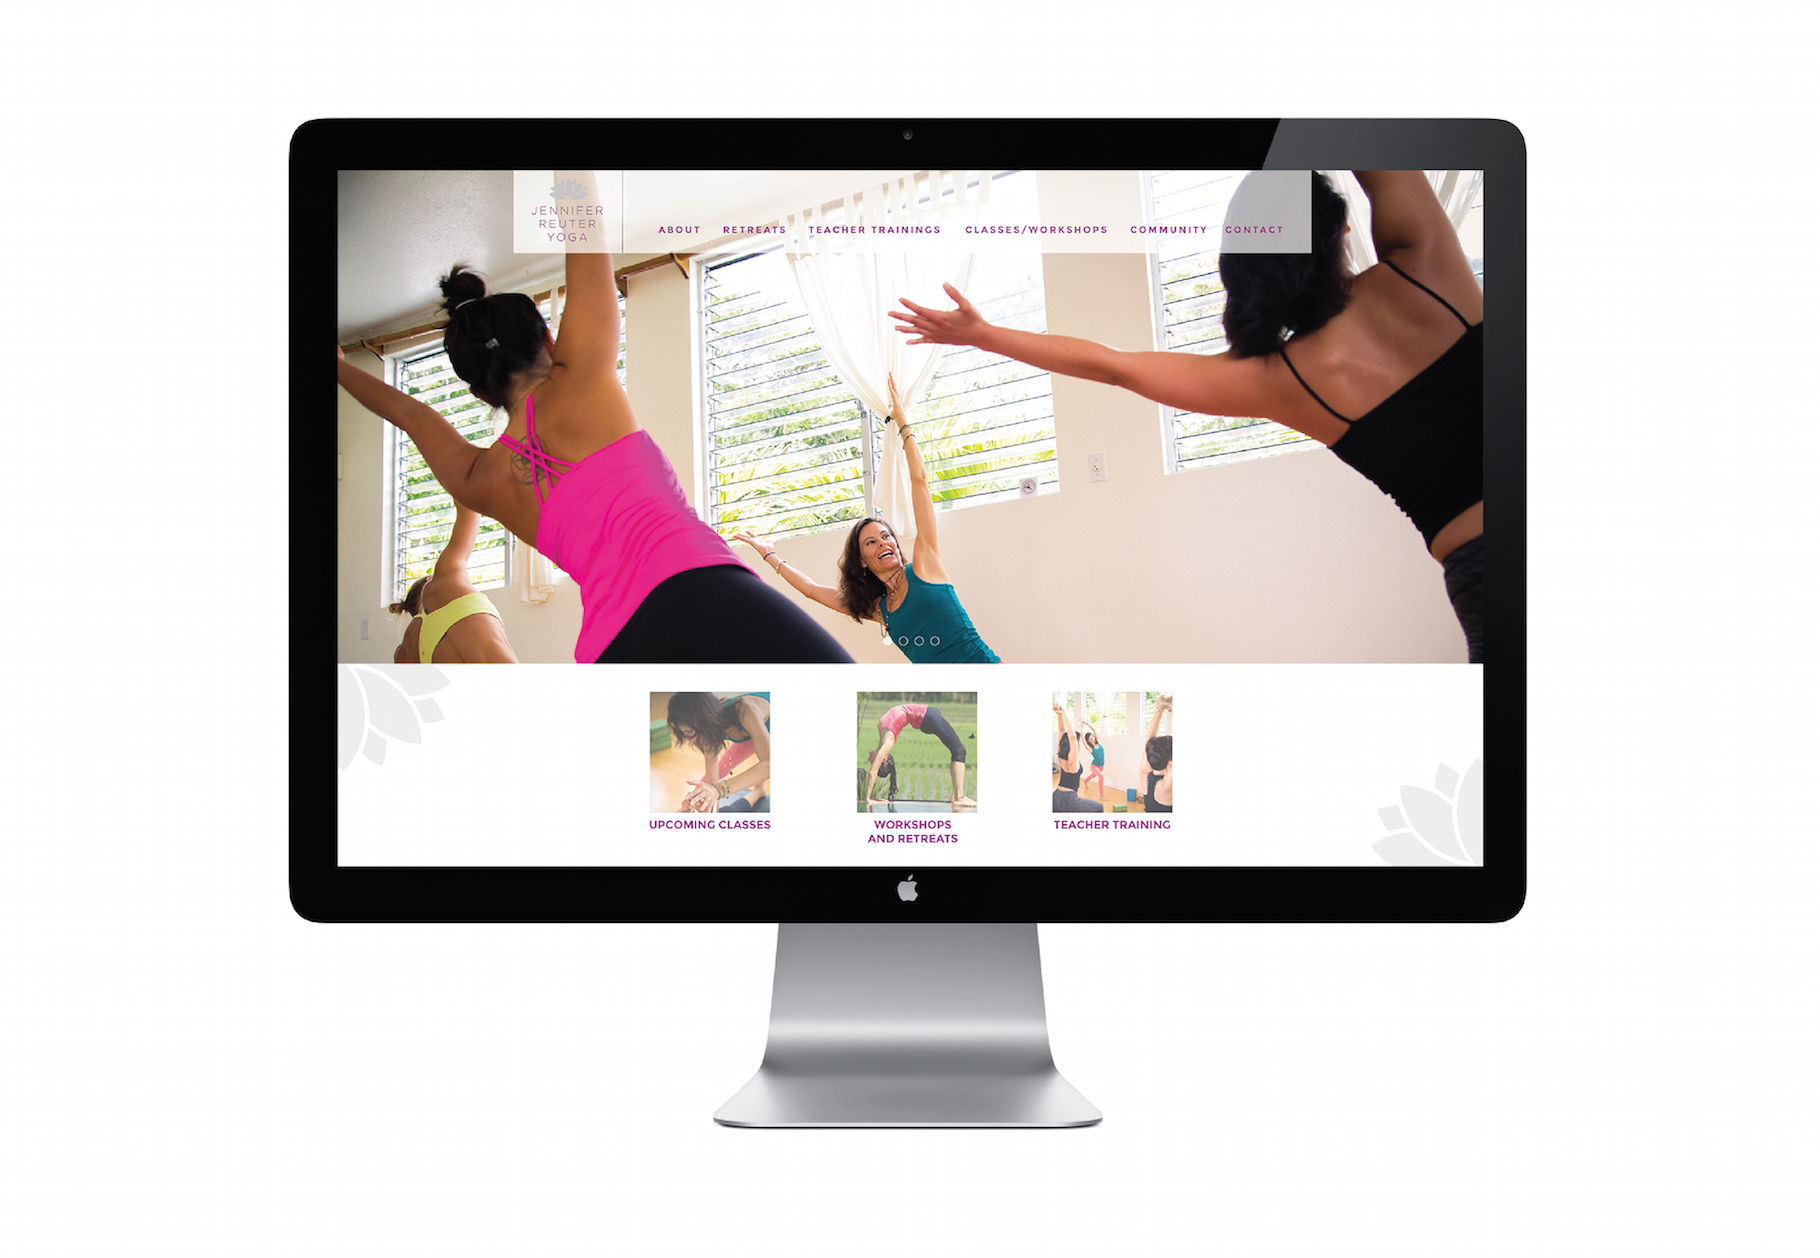 JENNIFER
REUTER
YOGA
ABOUT RETREATS TEACHER TRAININGS CLASSES/WORKSHOPS COMMUNITY CONTACT
UPCOMING CLASSES
WORKSHOPS
AND RETREATS
TEACHER TRAINING